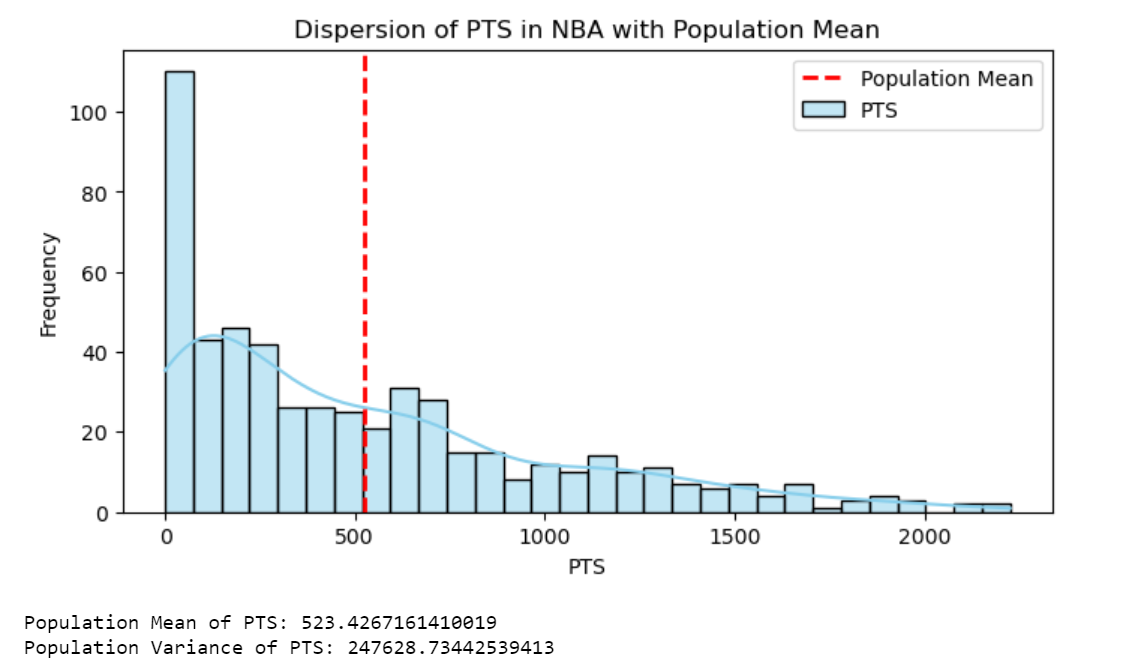 Dispersion of PTS in NBA with Population Mean
Population Mean
PTS
100
80
60
40
20
0
Frequency
0 500 1000 1500 2000
PTS
Population Mean of PTS: 523.4267161410019
Population Variance of PTS: 247628.73442539413